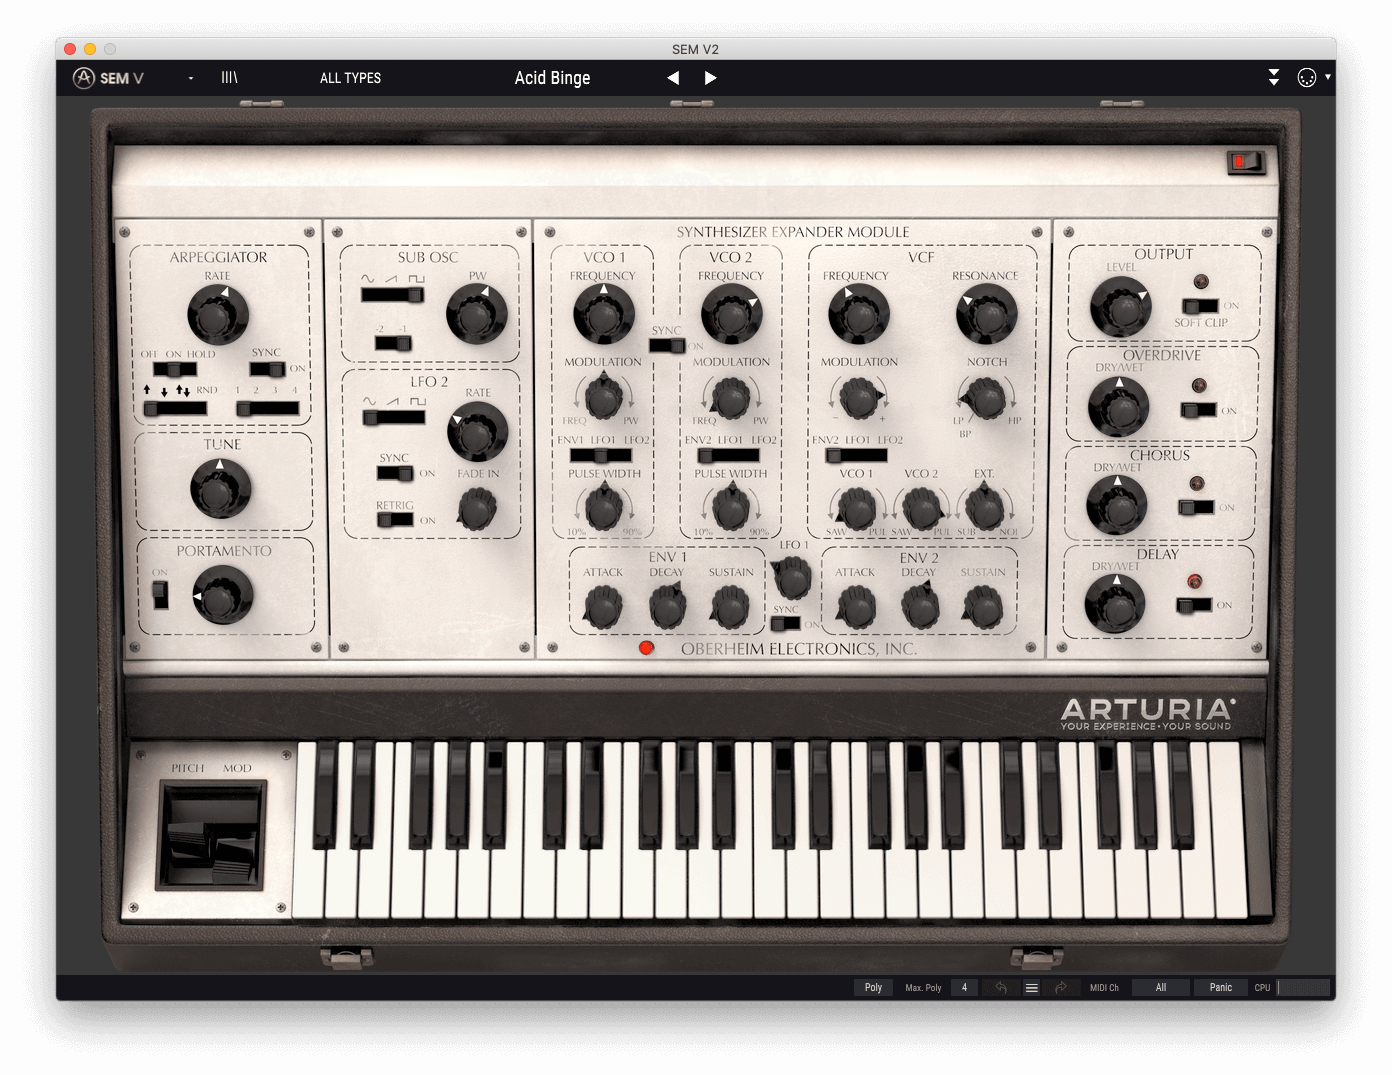 SEM V2
SEM V
ALL TYPES
Acid Binge
SYNTHESIZER EXPANDER MODULE
ARPEGGIATOR
RATE
OFF ON HOLD
SYNC
ON
RND
1 2 3 4
TUNE
PORTAMENTO
ON
SUB OSC
PW
-2 -1
LFO 2
RATE
SYNC
ON
FADE IN
RETRIG
ON
VCO 1
FREQUENCY
MODULATION
FREQ PW
ENV1 LFO1 LFO2
PULSE WIDTH
10% 90%
SYNC
ON
VCO 2
FREQUENCY
MODULATION
FREQ PW
ENV2 LFO1 LFO2
PULSE WIDTH
10% 90%
VCF
FREQUENCY
RESONANCE
MODULATION
- +
NOTCH
LP / HP
BP
ENV2 LFO1 LFO2
VCO 1
VCO 2
EXT.
SAW PUL
SAW PUL
SUB NOI
ENV 1
ATTACK DECAY SUSTAIN
LFO 1
SYNC
ON
ENV 2
ATTACK DECAY SUSTAIN
OBERHEIM ELECTRONICS, INC.
OUTPUT
LEVEL
ON
SOFT CLIP
OVERDRIVE
DRY/WET
ON
CHORUS
DRY/WET
ON
DELAY
DRY/WET
ON
ARTURIA
YOUR EXPERIENCE•YOUR SOUND
PITCH MOD
Poly
Max. Poly
4
MIDI Ch
All
Panic
CPU